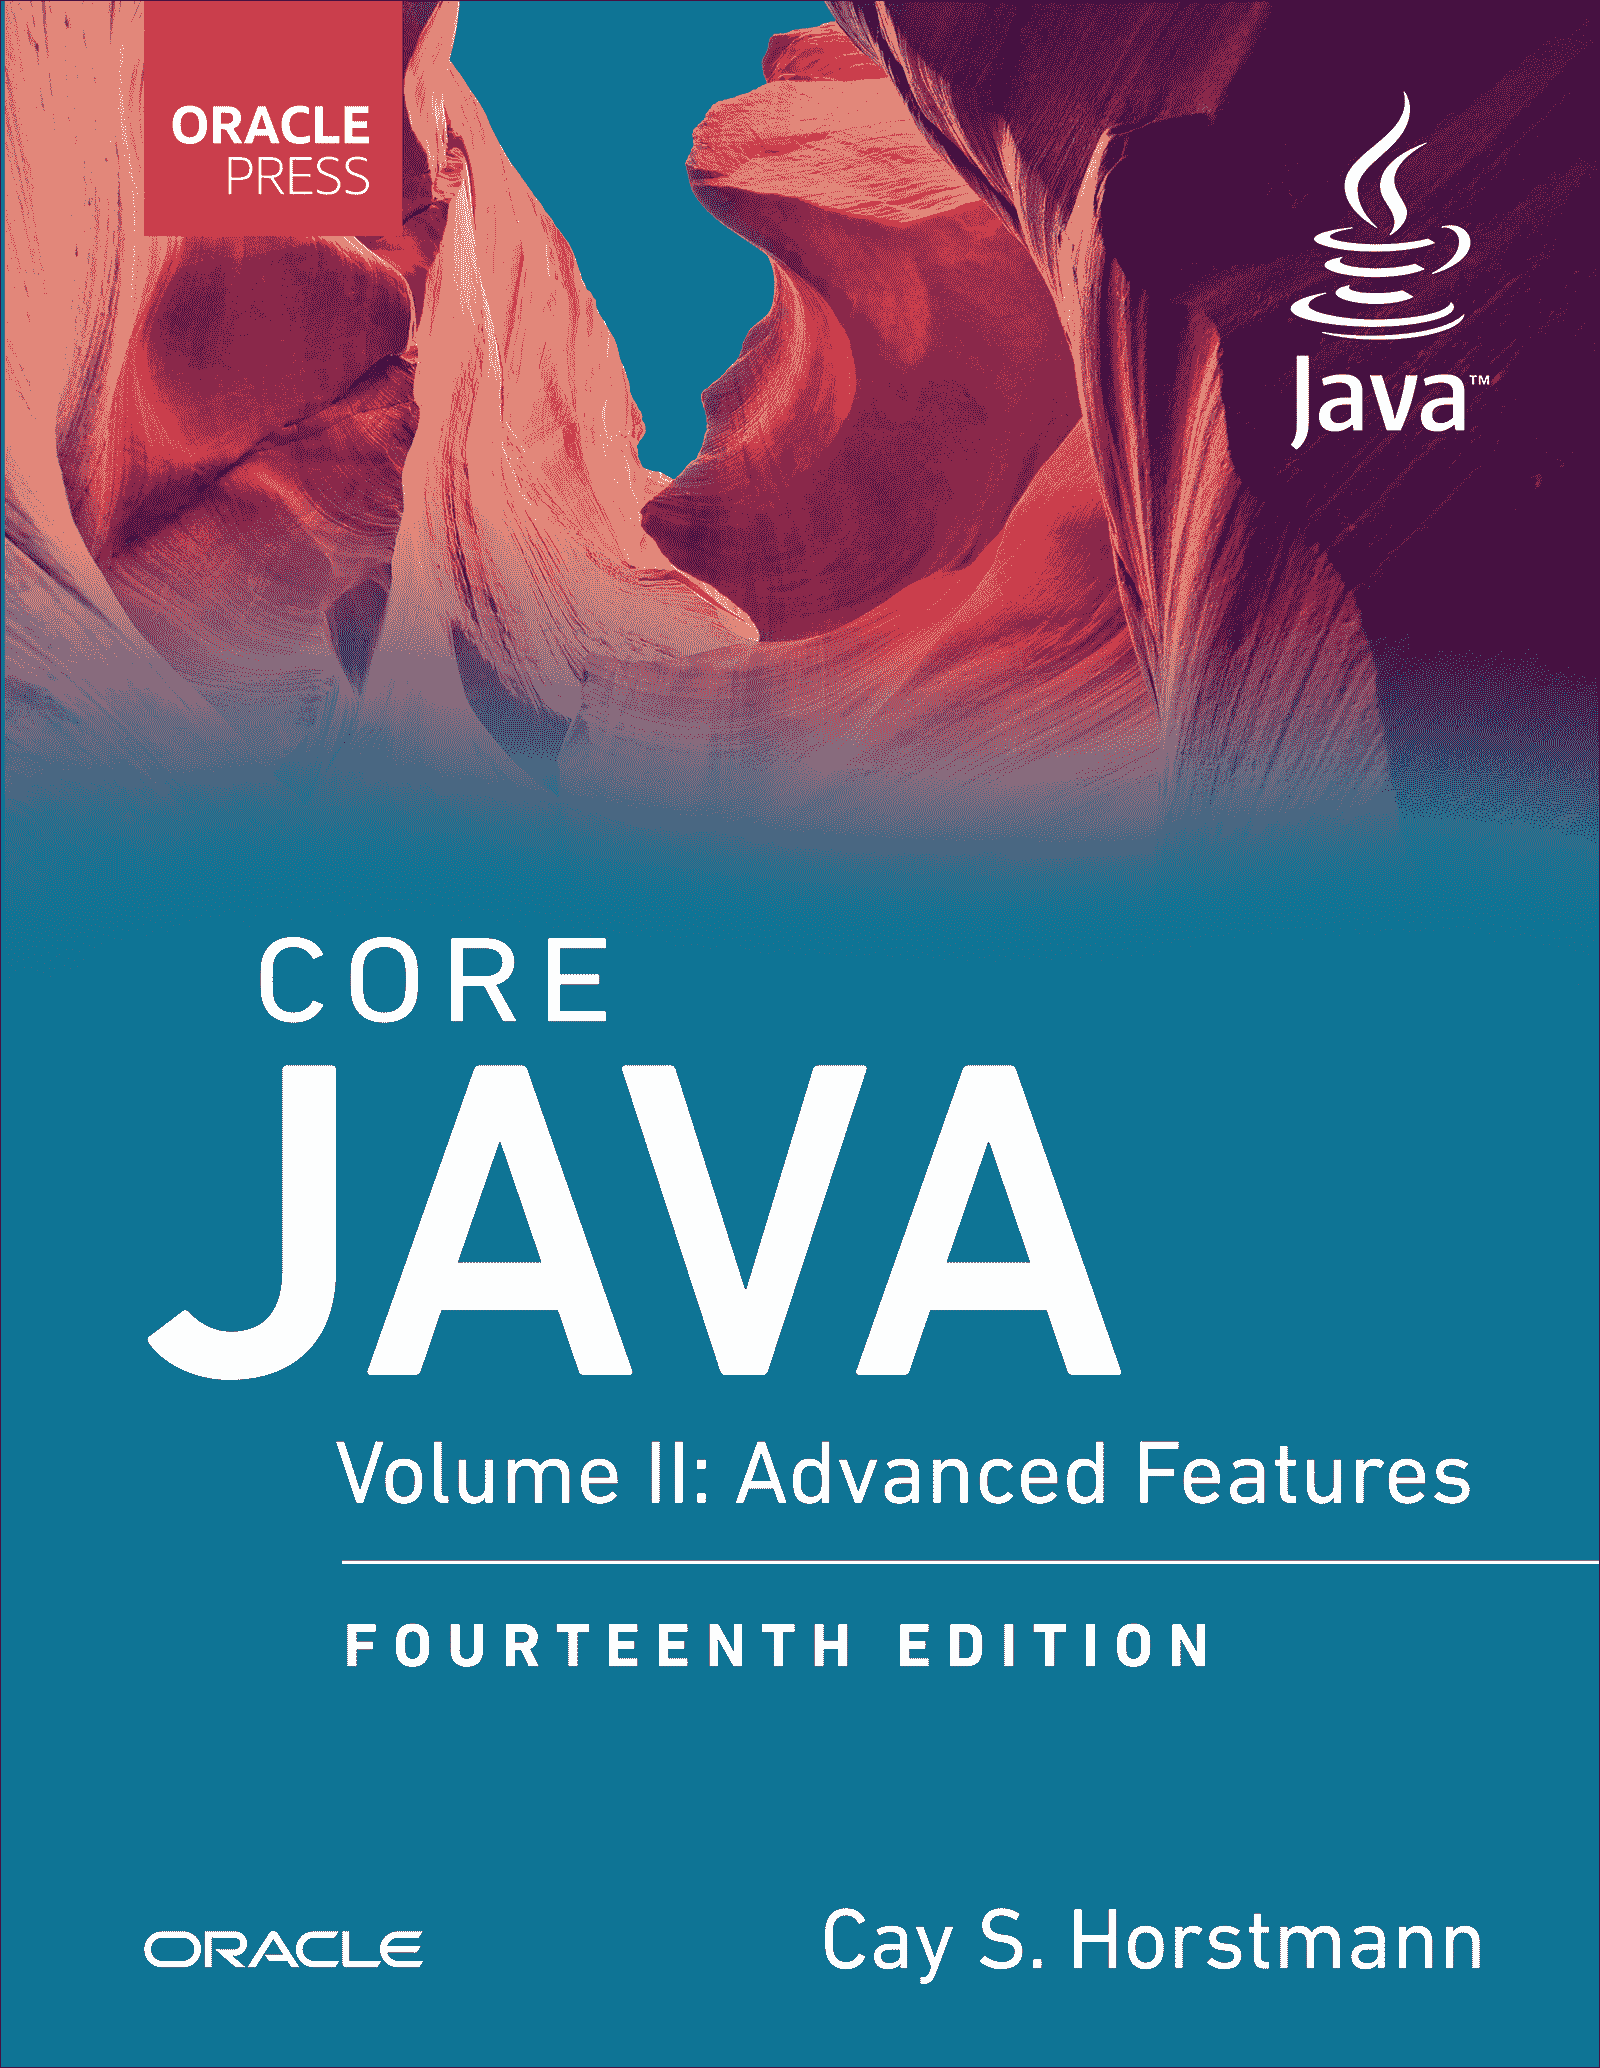 ORACLE
PRESS
Java™
CORE
JAVA
Volume II: Advanced Features
FOURTEENTH EDITION
Cay S. Horstmann
ORACLE